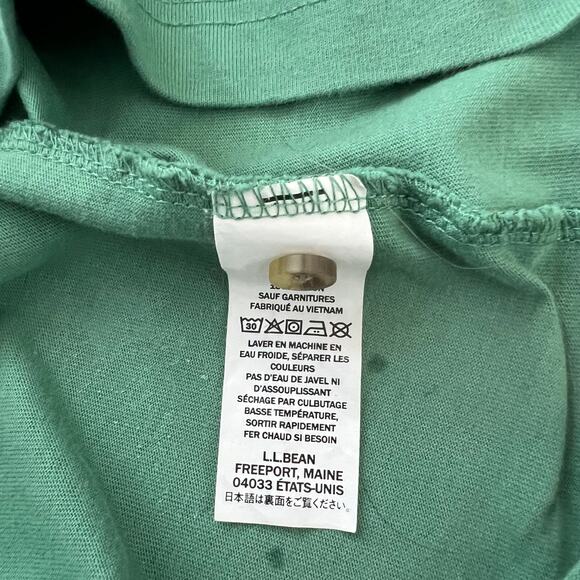 SAUF GARNITURES
FABRIQUÉ AU VIETNAM
30
LAVER EN MACHINE EN
EAU FROIDE, SÉPARER LES
COULEURS
PAS D'EAU DE JAVEL NI
D'ASSOUPLISSANT
SÉCHAGE PAR CULBUTAGE
BASSE TEMPÉRATURE,
SORTIR RAPIDEMENT
FER CHAUD SI BESOIN
L.L.BEAN
FREEPORT, MAINE
04033 ÉTATS-UNIS
日本語は裏面をご覧ください